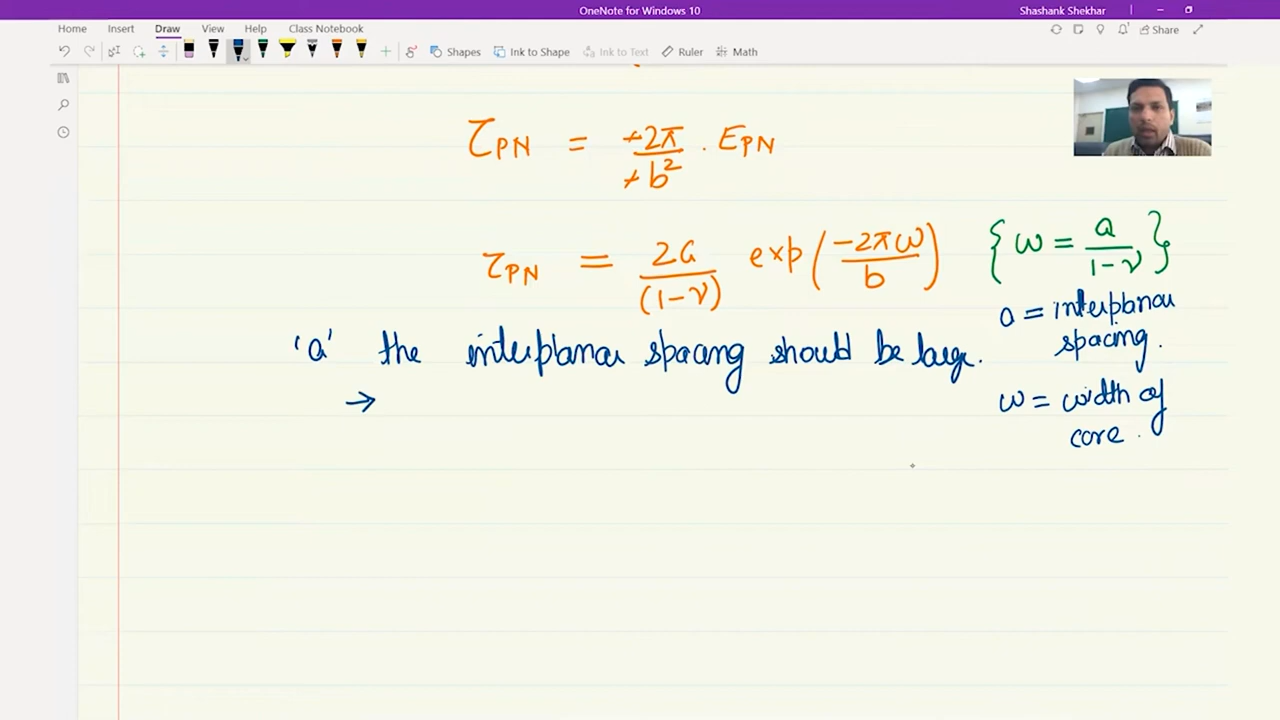 OneNote for Windows 10
Shashank Shekhar
Home Insert Draw View Help Class Notebook
Share
Shapes Ink to Shape Ink to Text Ruler Math
τPN = +2π/+b² . EPN
τPN = 2G/(1-ν) exp(-2πω/b) {ω = a/1-ν}
a = interplanar
spacing.
'a' the interplanar spacing should be large.
→
ω = width of
core.